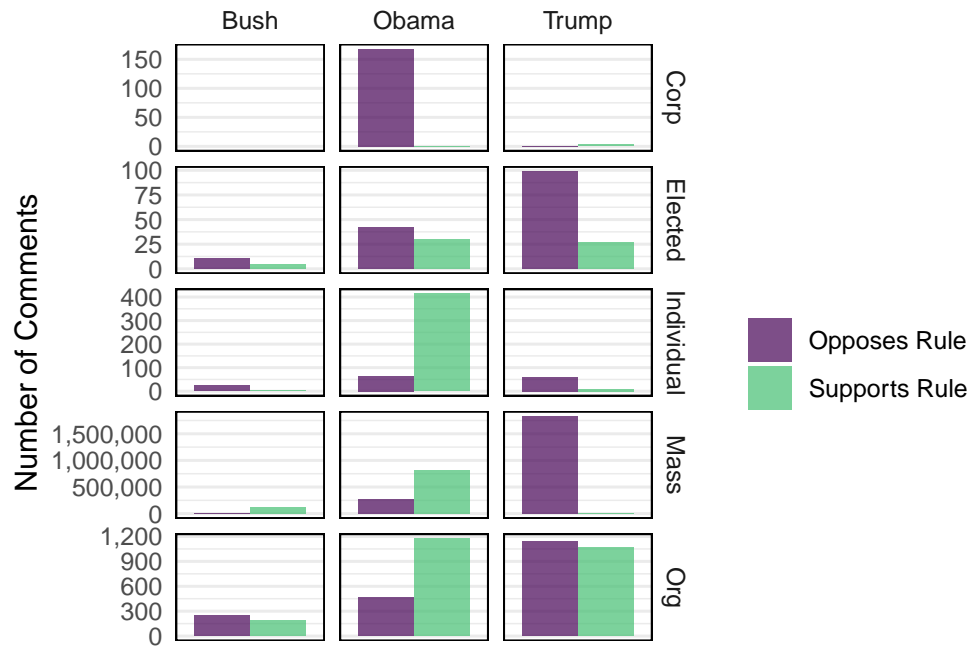 Bush Obama Trump
150
100
50
0
Corp
100
75
50
25
0
Elected
400
300
200
100
0
Individual
1,500,000
1,000,000
500,000
0
Mass
1,200
900
600
300
0
Org
Number of Comments
Opposes Rule
Supports Rule